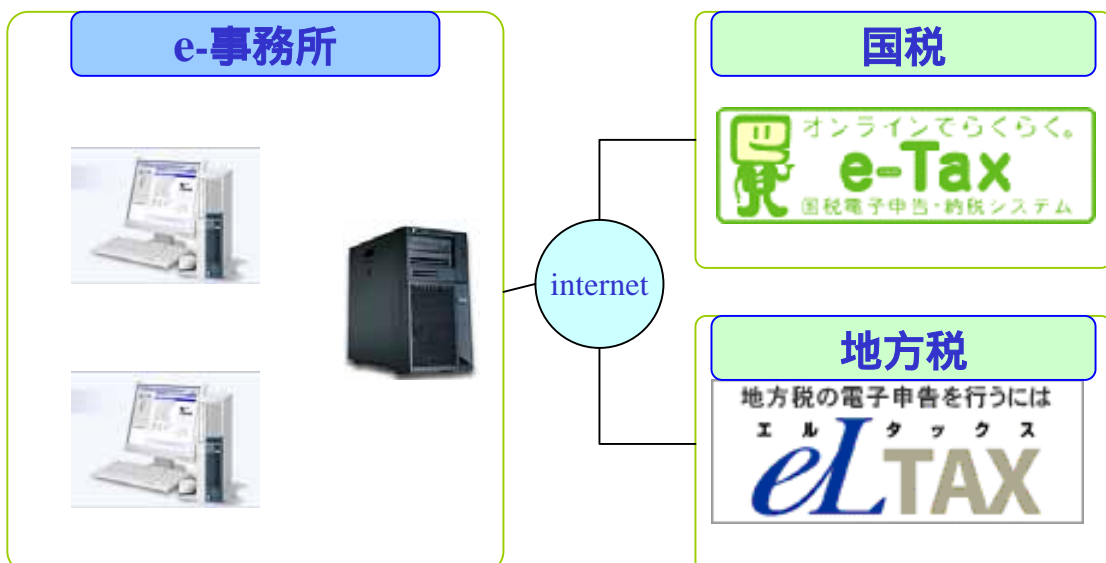 e-事務所
国税
オンラインでらくらく。
e-Tax
国税電子申告・納税システム
internet
地方税
地方税の電子申告を行うには
エルタックス
eLTAX